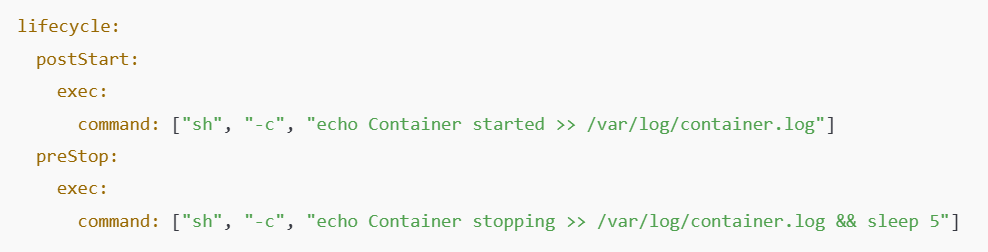 lifecycle:
  postStart:
    exec:
      command: ["sh", "-c", "echo Container started >> /var/log/container.log"]
  preStop:
    exec:
      command: ["sh", "-c", "echo Container stopping >> /var/log/container.log && sleep 5"]